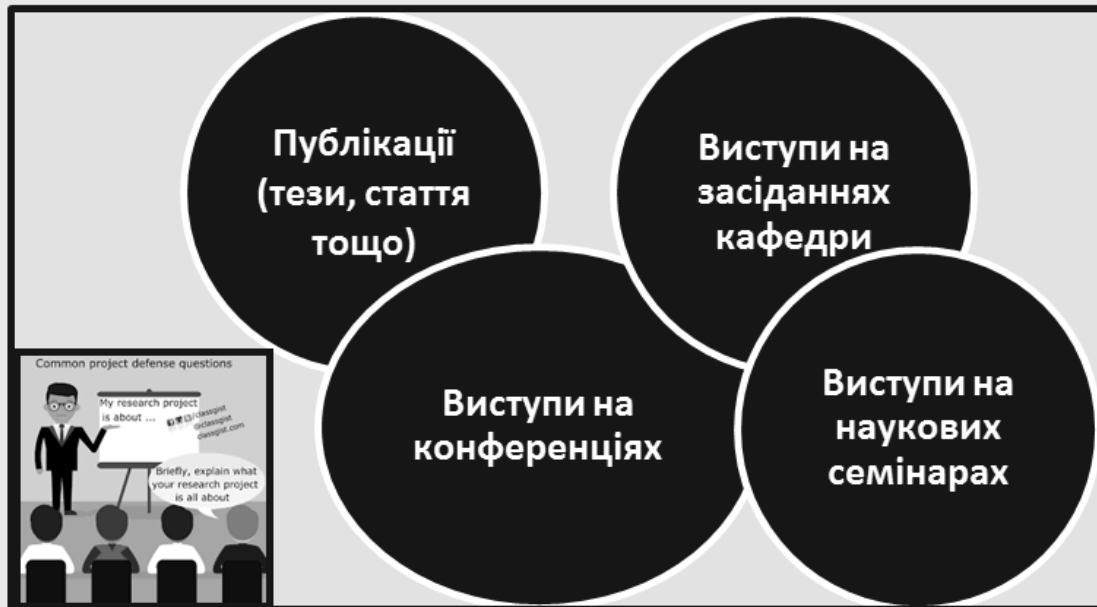 Публікації
(тези, стаття
тощо)
Виступи на
засіданнях
кафедри
Виступи на
конференціях
Виступи на
наукових
семінарах
Common project defense questions
My research project
is about ...
/classgist
@classgist
classgist.com
Briefly, explain what
your research project
is all about